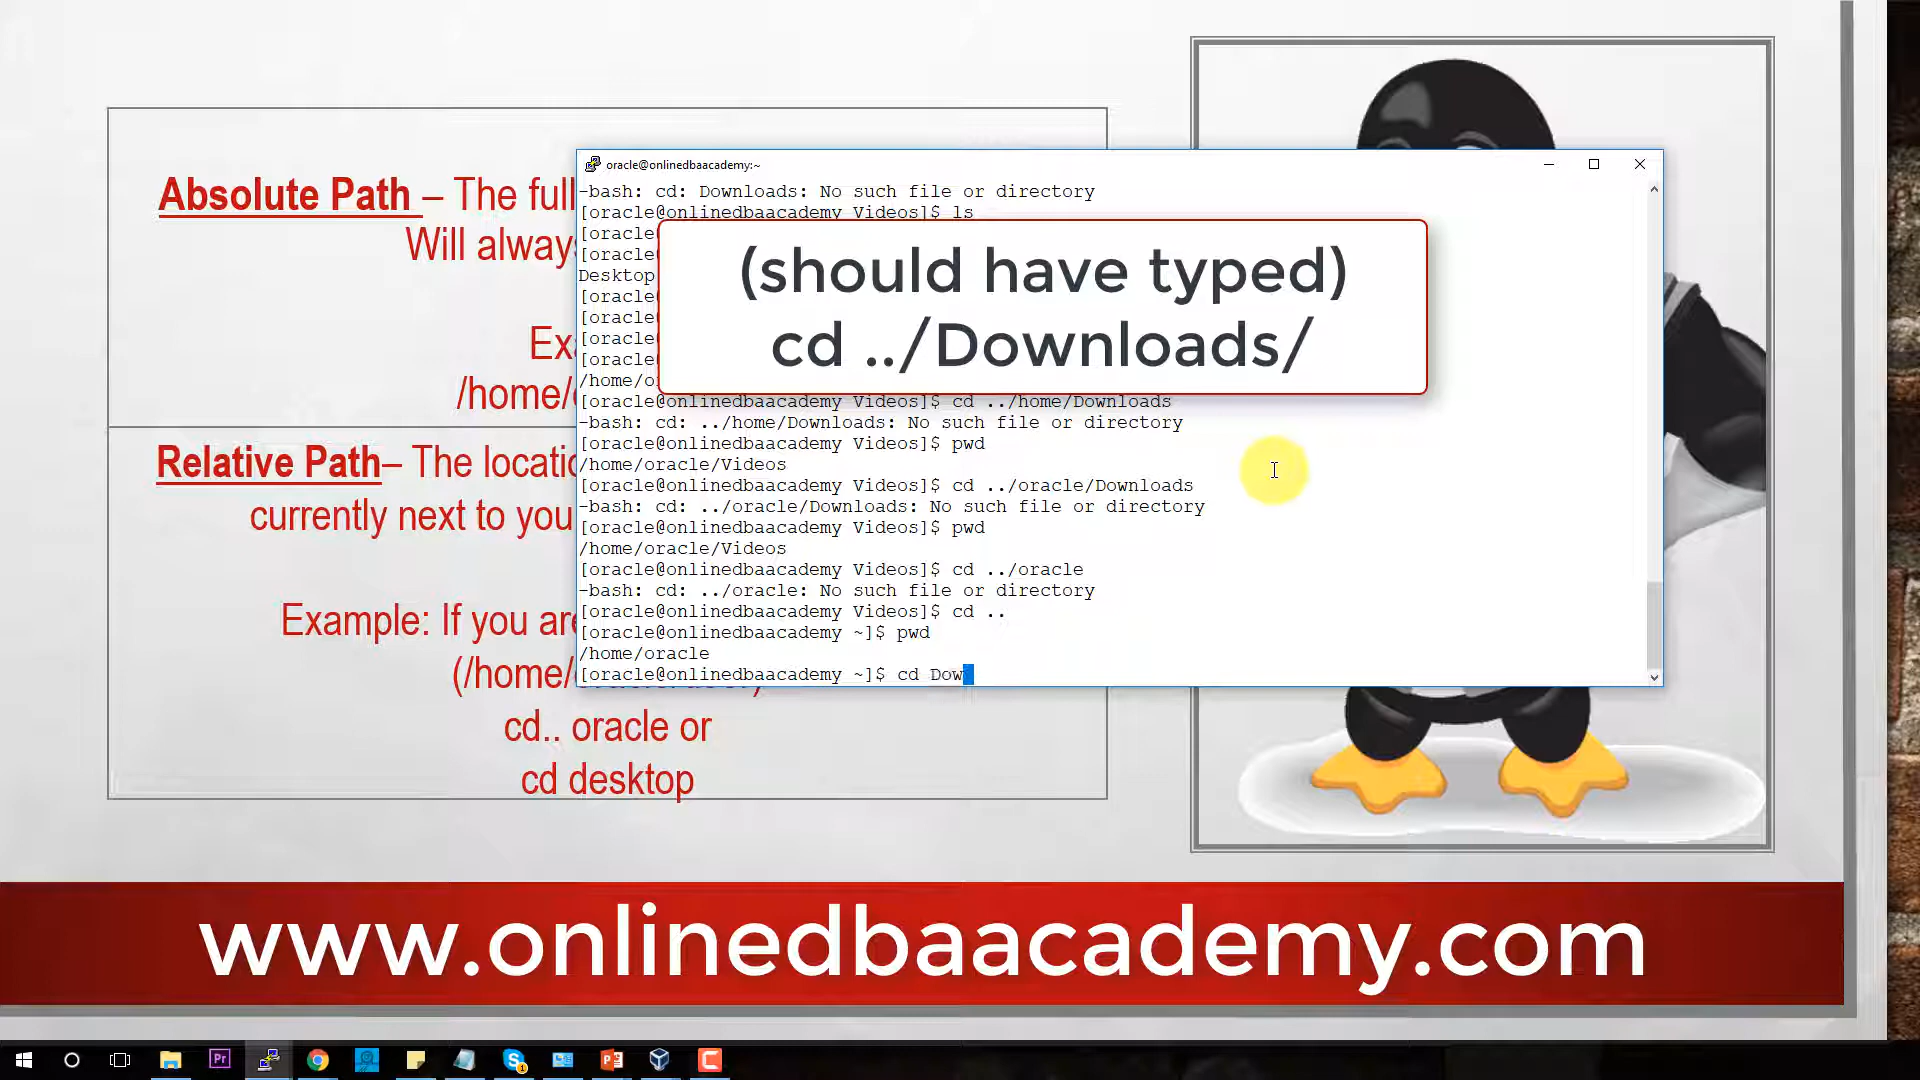 Absolute Path – The full
Will always
Exa
/home/o
Relative Path– The locatio
currently next to you
Example: If you are
(/home/
cd.. oracle or
cd desktop
oracle@onlinedbaacademy:~
-bash: cd: Downloads: No such file or directory
[oracle@onlinedbaacademy Videos]$ ls
[oracle
[oracle
Desktop
[oracle
[oracle
[oracle
[oracle
/home/o
(should have typed)
cd ../Downloads/
[oracle@onlinedbaacademy Videos]$ cd ../home/Downloads
-bash: cd: ../home/Downloads: No such file or directory
[oracle@onlinedbaacademy Videos]$ pwd
/home/oracle/Videos
[oracle@onlinedbaacademy Videos]$ cd ../oracle/Downloads
-bash: cd: ../oracle/Downloads: No such file or directory
[oracle@onlinedbaacademy Videos]$ pwd
/home/oracle/Videos
[oracle@onlinedbaacademy Videos]$ cd ../oracle
-bash: cd: ../oracle: No such file or directory
[oracle@onlinedbaacademy Videos]$ cd ..
[oracle@onlinedbaacademy ~]$ pwd
/home/oracle
[oracle@onlinedbaacademy ~]$ cd Dow
www.onlinedbaacademy.com
Pr